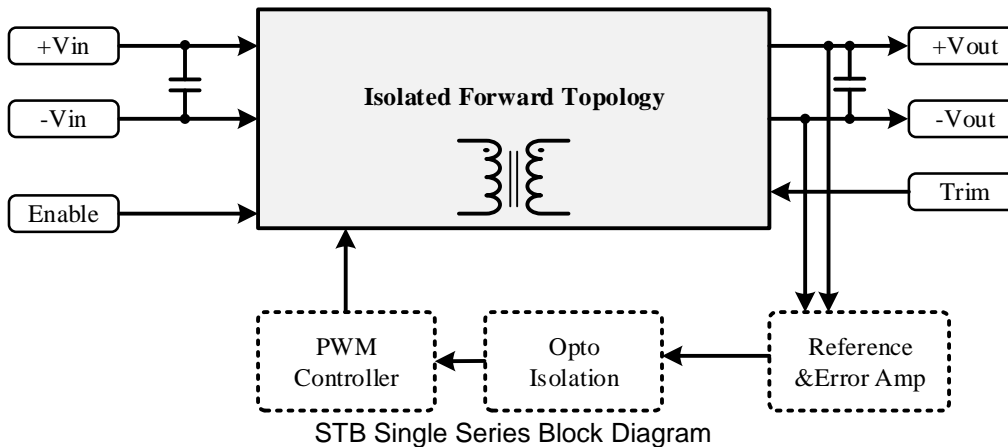 +Vin
+Vout
Isolated Forward Topology
-Vin
-Vout
Enable
Trim
PWM
Controller
Opto
Isolation
Reference
&Error Amp
STB Single Series Block Diagram